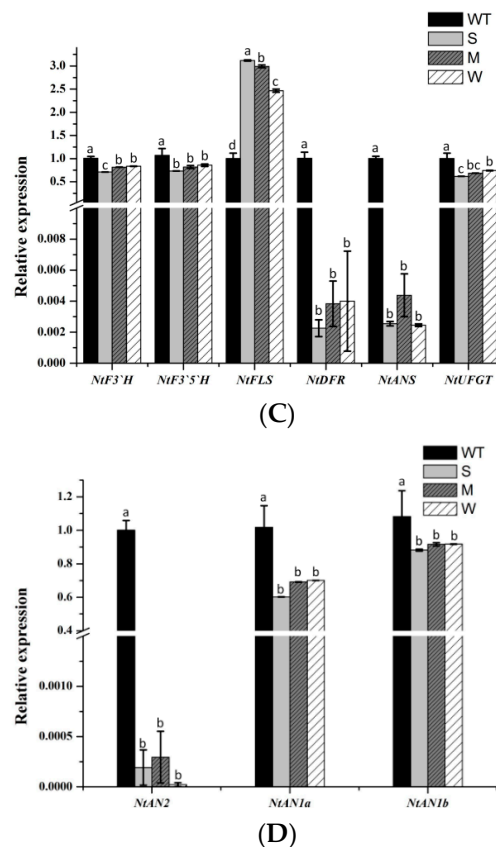 WT
S
M
W
Relative expression
3.0
2.5
2.0
1.5
1.0
0.5
0.008
0.006
0.004
0.002
0.000
a c b b
a b b b
d a b c
a b b b
a b b b
a c bc b
NtF3`H NtF3`5`H NtFLS NtDFR NtANS NtUFGT
(C)
WT
S
M
W
Relative expression
1.2
1.0
0.8
0.6
0.4
0.0010
0.0005
0.0000
a b b b
a b b b
a b b b
NtAN2 NtAN1a NtAN1b
(D)